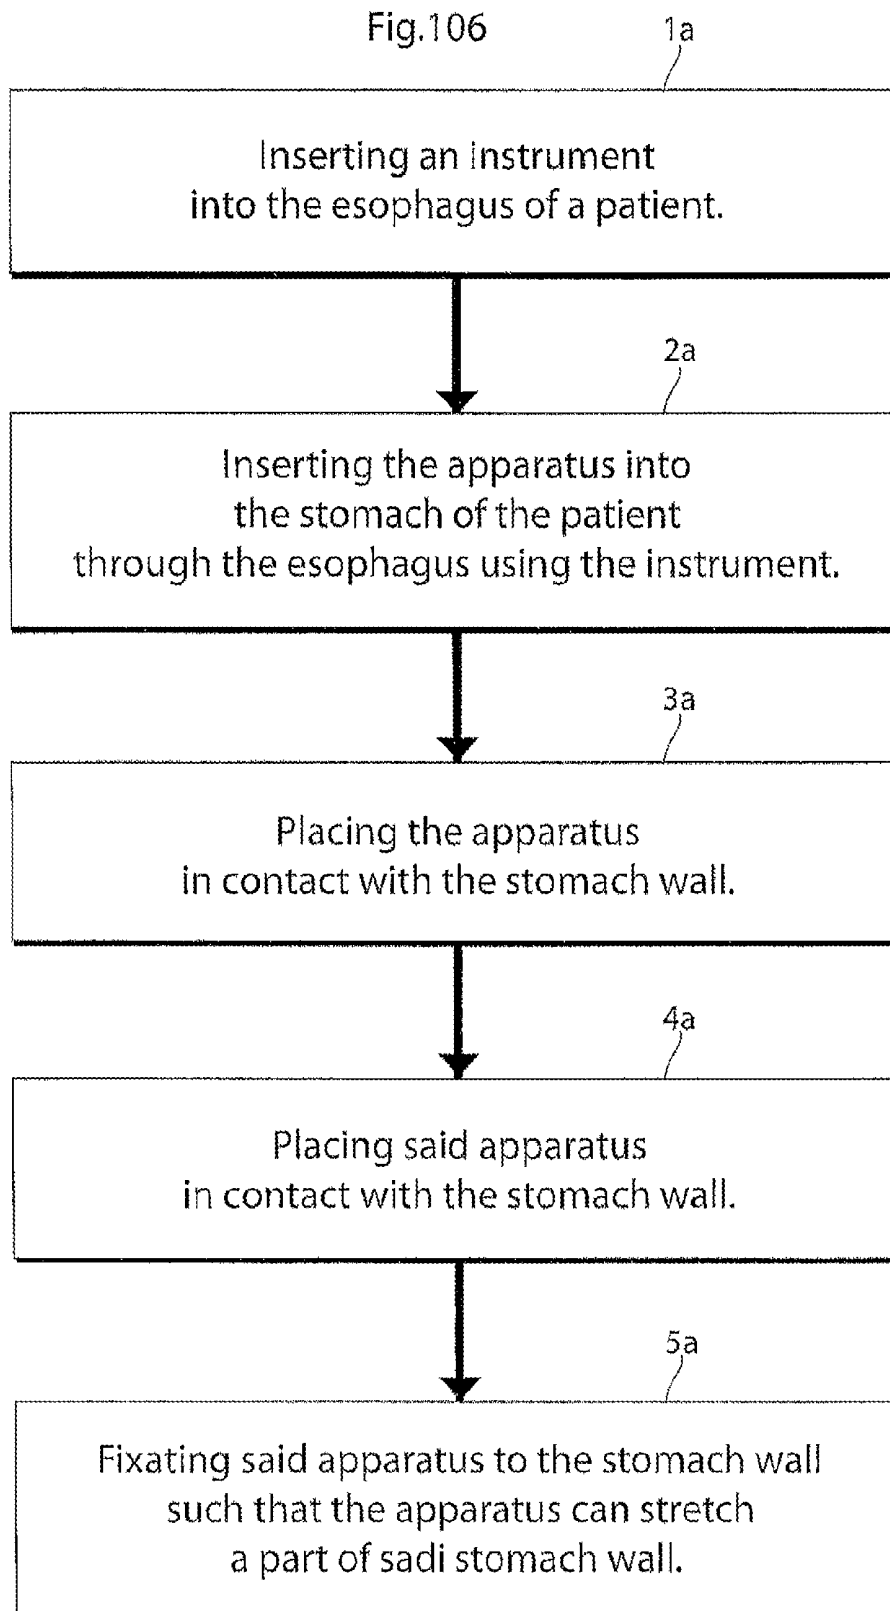 Fig.106
1a
Inserting an instrument
into the esophagus of a patient.
2a
Inserting the apparatus into
the stomach of the patient
through the esophagus using the instrument.
3a
Placing the apparatus
in contact with the stomach wall.
4a
Placing said apparatus
in contact with the stomach wall.
5a
Fixating said apparatus to the stomach wall
such that the apparatus can stretch
a part of sadi stomach wall.